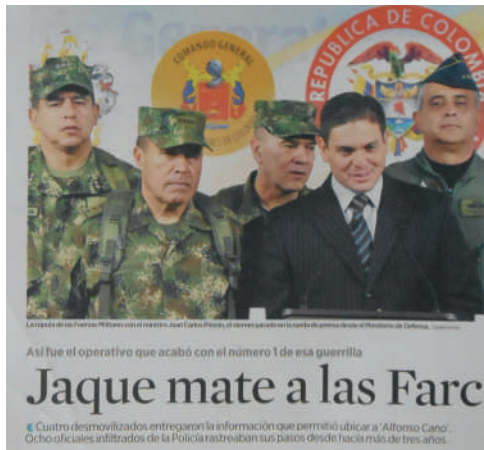 COMANDO GENERAL
REPUBLICA DE COLOMBIA
La cúpula de las Fuerzas Militares con el ministro Juan Carlos Pinzón, el viernes pasado en la rueda de prensa desde el Ministerio de Defensa.
Así fue el operativo que acabó con el número 1 de esa guerrilla
Jaque mate a las Farc
Cuatro desmovilizados entregaron la información que permitió ubicar a 'Alfonso Cano'.
Ocho oficiales infiltrados de la Policía rastreaban sus pasos desde hacía más de tres años.